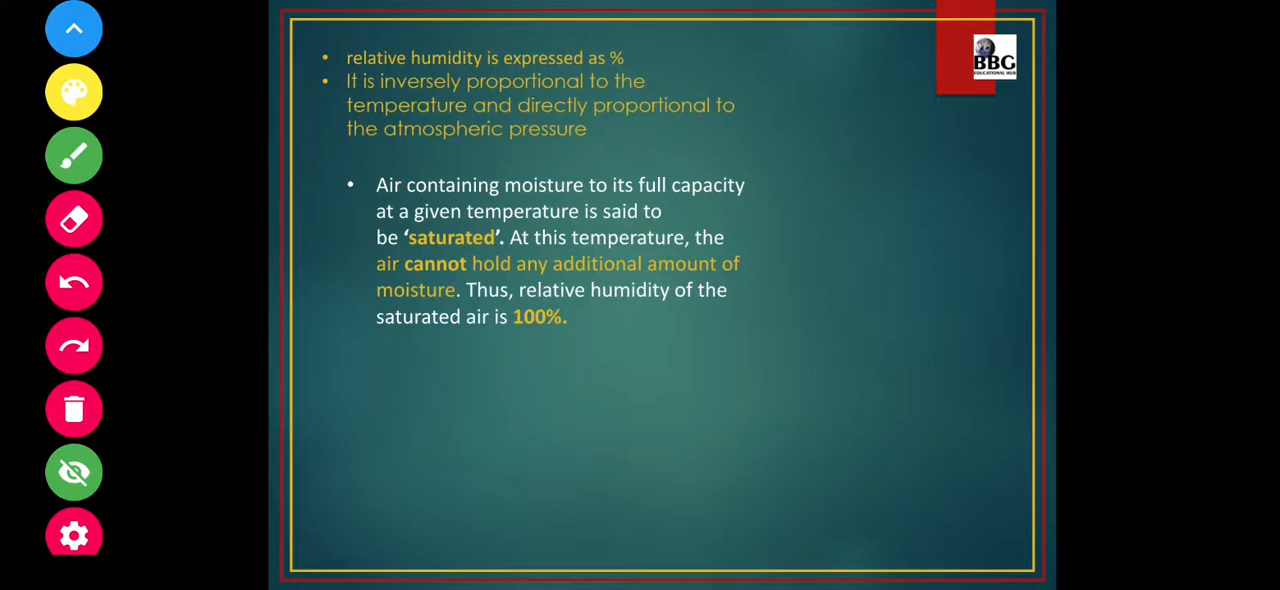 • relative humidity is expressed as %
• It is inversely proportional to the
temperature and directly proportional to
the atmospheric pressure
• Air containing moisture to its full capacity
at a given temperature is said to
be ‘saturated’. At this temperature, the
air cannot hold any additional amount of
moisture. Thus, relative humidity of the
saturated air is 100%.
BBG
EDUCATIONAL HUB